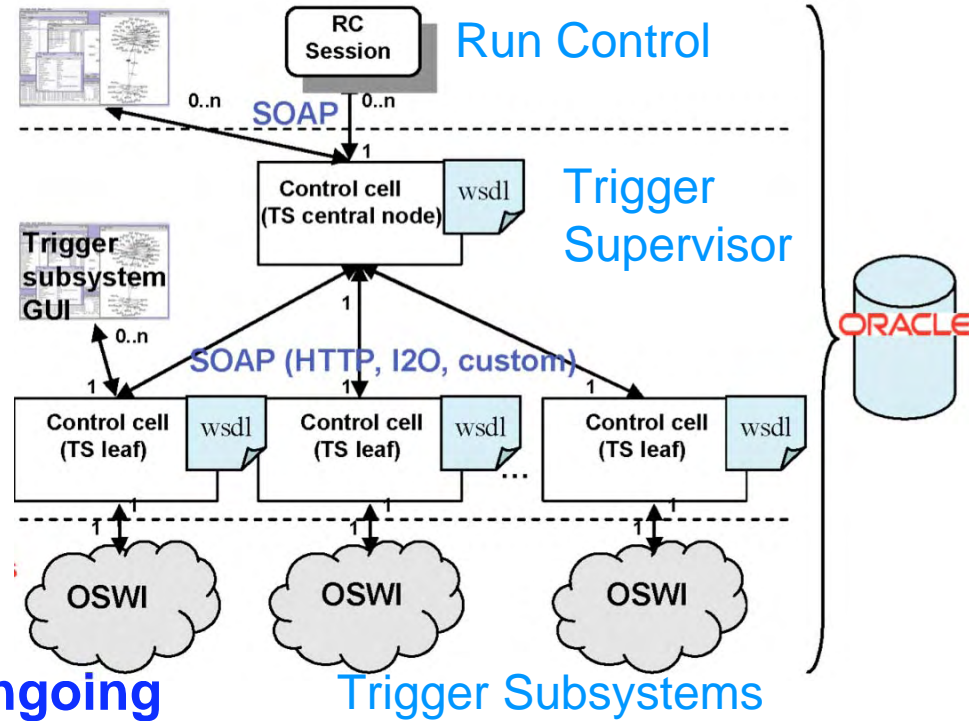 RC
Session
Run Control
0..n
0..n
SOAP
1
Control cell
(TS central node)
wsdl
Trigger
Supervisor
Trigger
subsystem
GUI
0..n
1
ORACLE
SOAP (HTTP, I2O, custom)
1
1
1
Control cell
(TS leaf)
wsdl
Control cell
(TS leaf)
wsdl
...
Control cell
(TS leaf)
wsdl
1
1
1
1
1
1
s
OSWI
OSWI
OSWI
ngoing
Trigger Subsystems